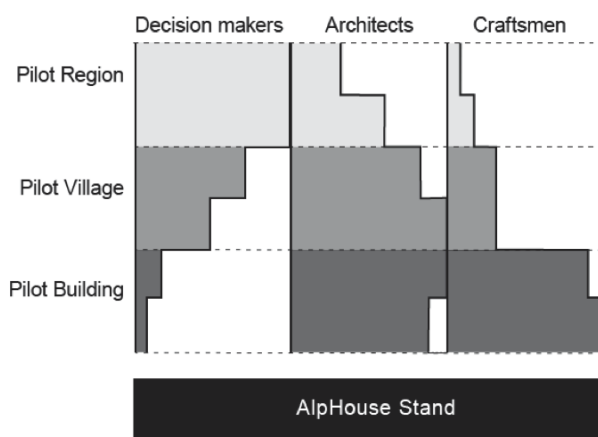 Decision makers Architects Craftsmen
Pilot Region
Pilot Village
Pilot Building
AlpHouse Stand